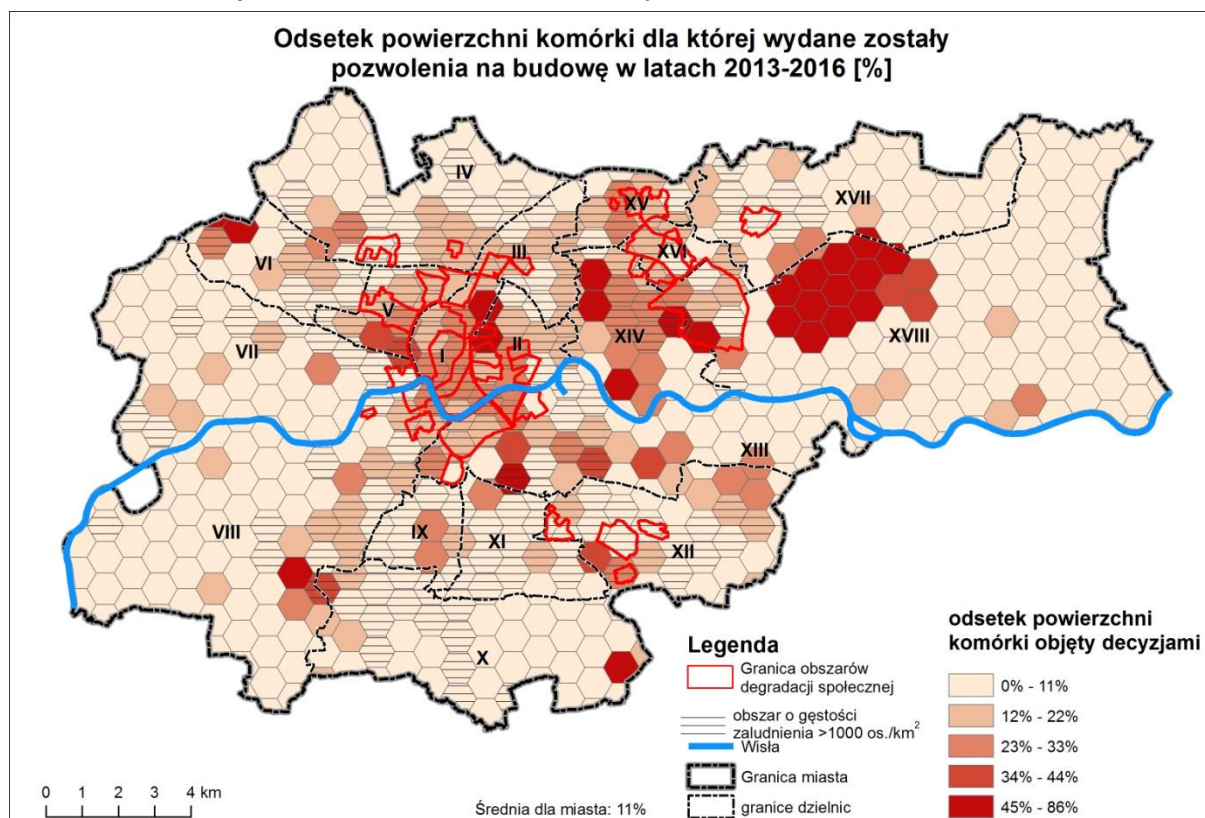 Odsetek powierzchni komórki dla której wydane zostały
pozwolenia na budowę w latach 2013-2016 [%]
IV
XVII
XV
III
XVI
VI
V
VII
I
II
XIV
XVIII
XIII
VIII
IX
XI
XII
X
Legenda
Granica obszarów
degradacji społecznej
obszar o gęstości
zaludnienia >1000 os./km²
Wisła
Granica miasta
granice dzielnic
odsetek powierzchni
komórki objęty decyzjami
0% - 11%
12% - 22%
23% - 33%
34% - 44%
45% - 86%
0 1 2 4 km
Średnia dla miasta: 11%